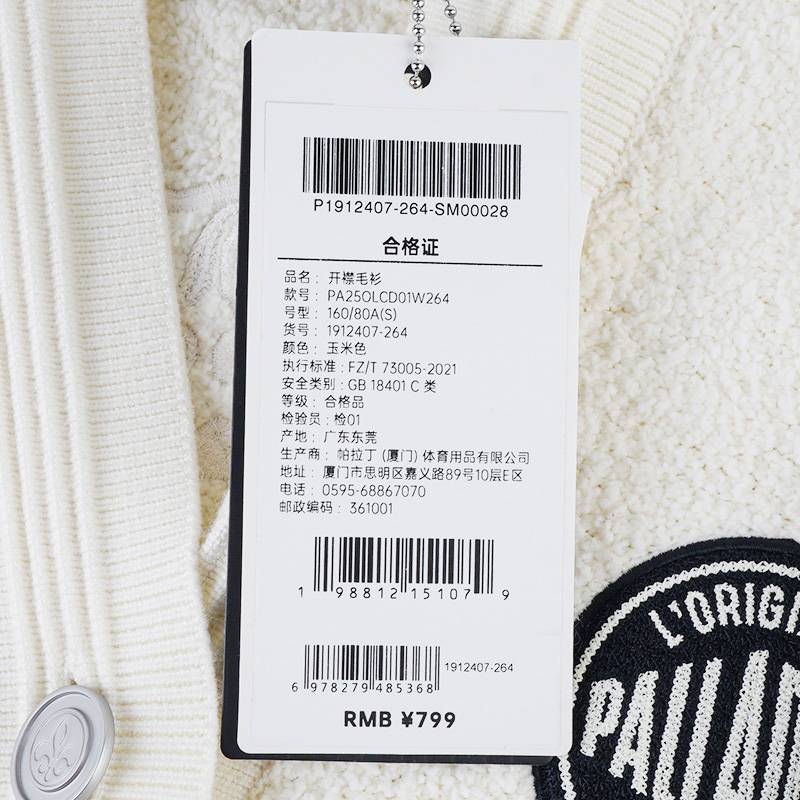 P1912407-264-SM00028
合格证
品名：开襟毛衫
款号：PA25OLCD01W264
号型：160/80A(S)
货号：1912407-264
颜色：玉米色
执行标准：FZ/T 73005-2021
安全类别：GB 18401 C 类
等级：合格品
检验员：检01
产地：广东东莞
生产商：帕拉丁 (厦门) 体育用品有限公司
地址：厦门市思明区嘉义路89号10层E区
电话：0595-68867070
邮政编码：361001
1 98812 15107 9
1912407-264
6 978279 485368
RMB ¥799
L'ORIG
PALLAD